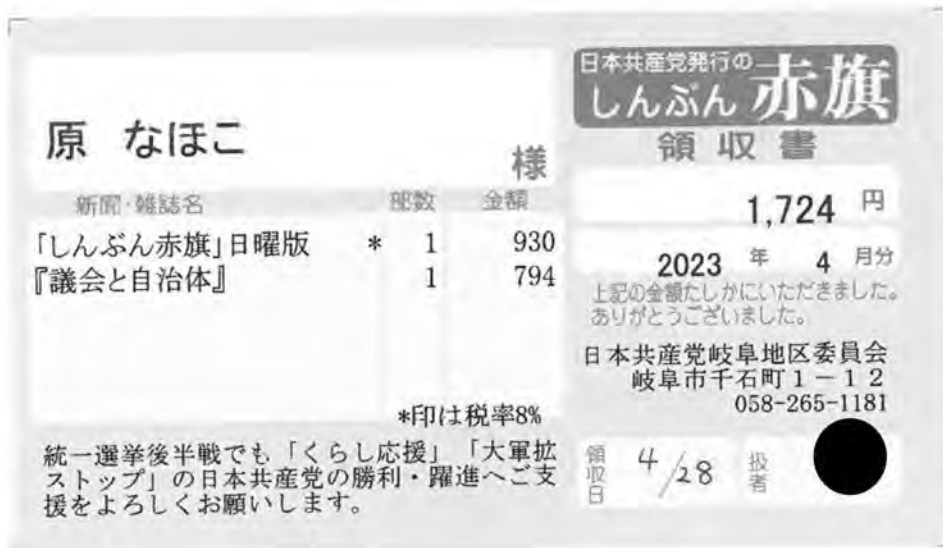 原 なほこ 様
新聞・雑誌名 部数 金額
「しんぶん赤旗」日曜版 * 1 930
『議会と自治体』 1 794
*印は税率8%
統一選挙後半戦でも「くらし応援」「大軍拡
ストップ」の日本共産党の勝利・躍進へご支
援をよろしくお願いします。
日本共産党発行の
しんぶん赤旗
領収書
1,724 円
2023 年 4 月分
上記の金額たしかにいただきました。
ありがとうございました。
日本共産党岐阜地区委員会
岐阜市千石町1-12
058-265-1181
領収日 4/28 扱者